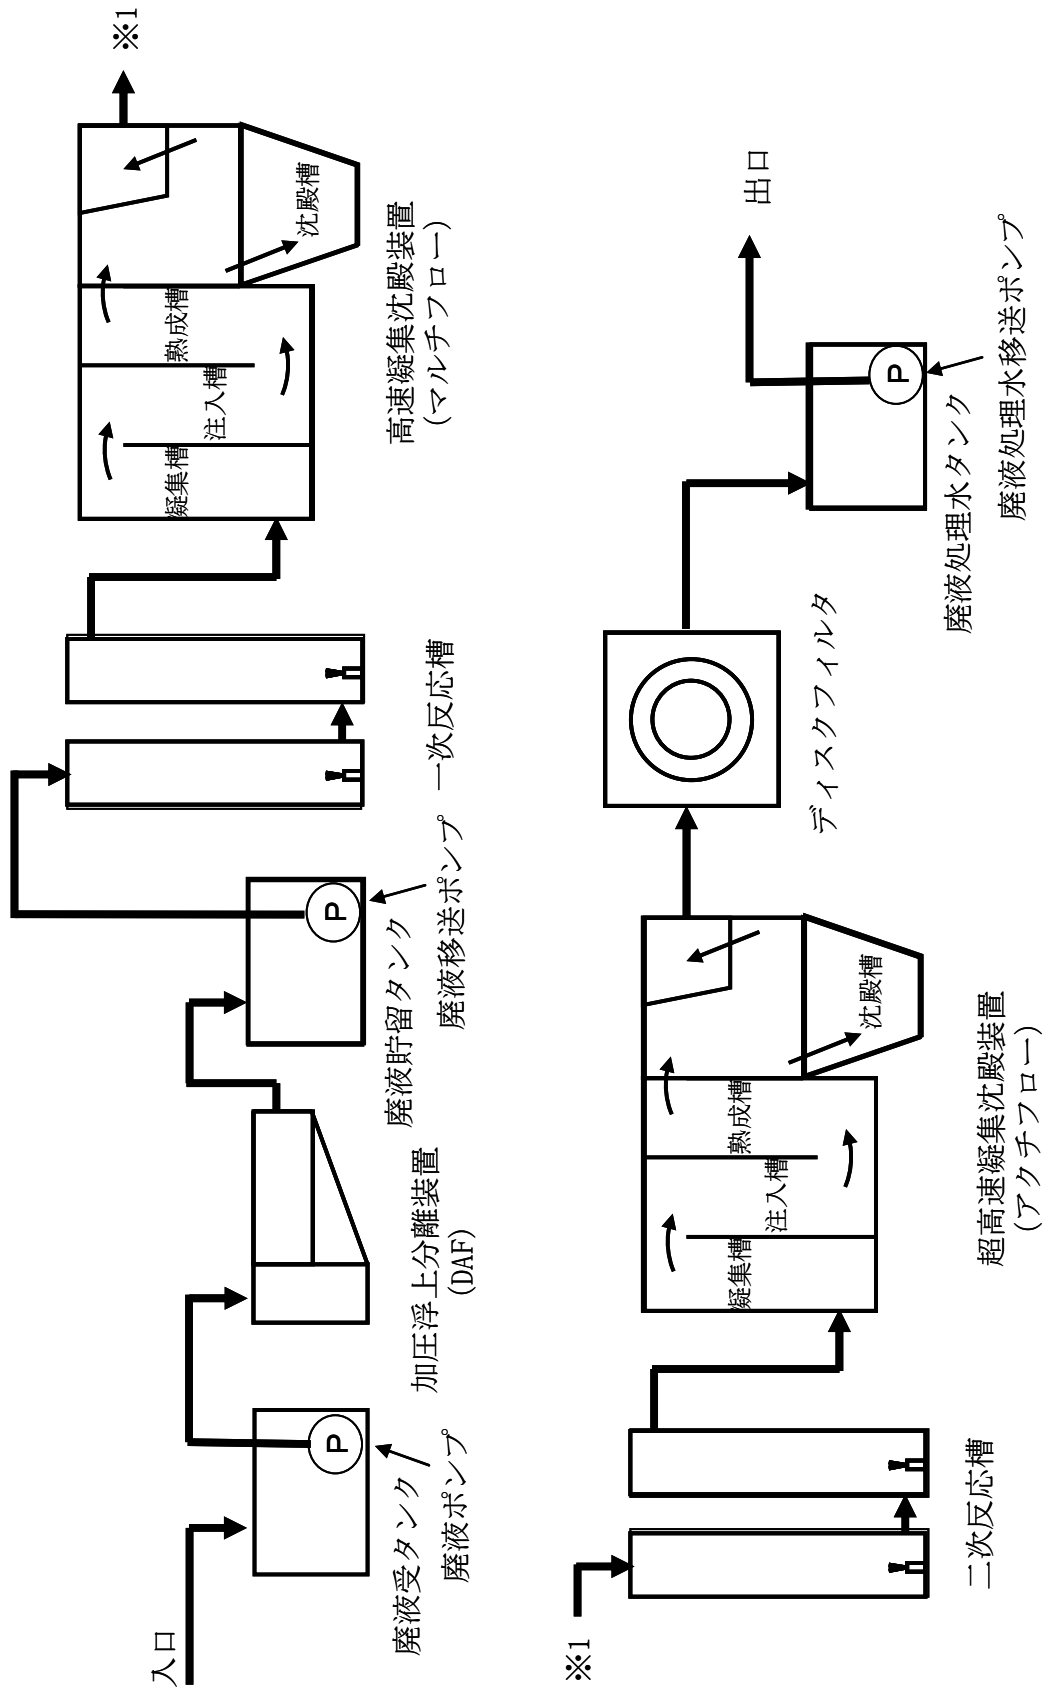 入口
廃液受タンク
P
廃液ポンプ
加圧浮上分離装置
(DAF)
廃液貯留タンク
P
廃液移送ポンプ
一次反応槽
凝集槽
注入槽
熟成槽
沈殿槽
高速凝集沈殿装置
(マルチフロー)
※1
※1
二次反応槽
凝集槽
注入槽
熟成槽
沈殿槽
超高速凝集沈殿装置
(アクチフロー)
ディスクフィルタ
廃液処理水タンク
P
廃液処理水移送ポンプ
出口